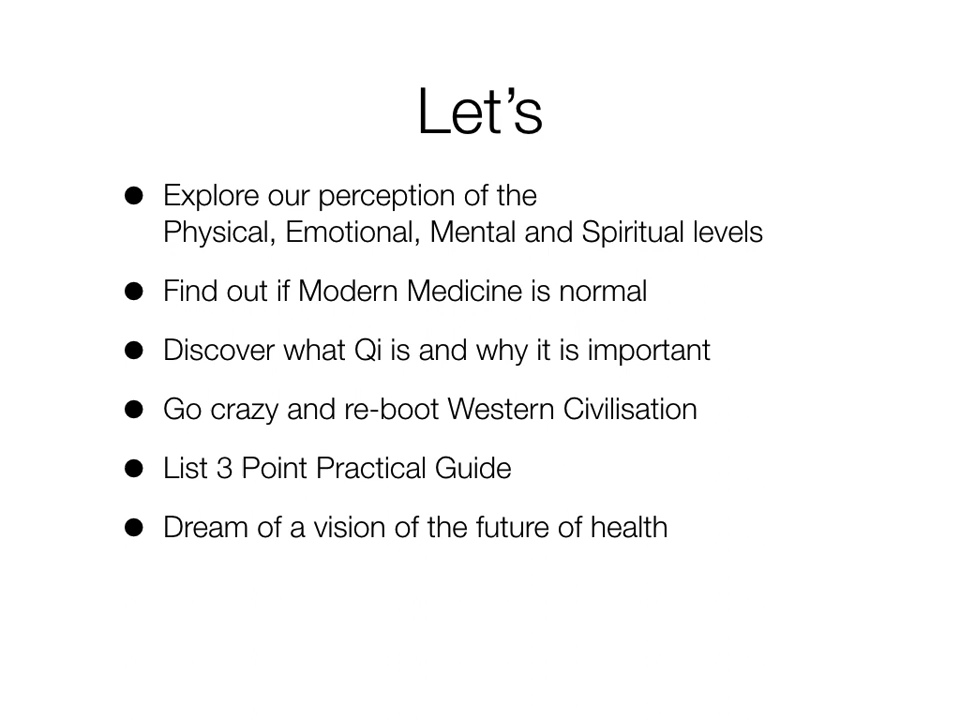 Let’s
● Explore our perception of the
Physical, Emotional, Mental and Spiritual levels
● Find out if Modern Medicine is normal
● Discover what Qi is and why it is important
● Go crazy and re-boot Western Civilisation
● List 3 Point Practical Guide
● Dream of a vision of the future of health